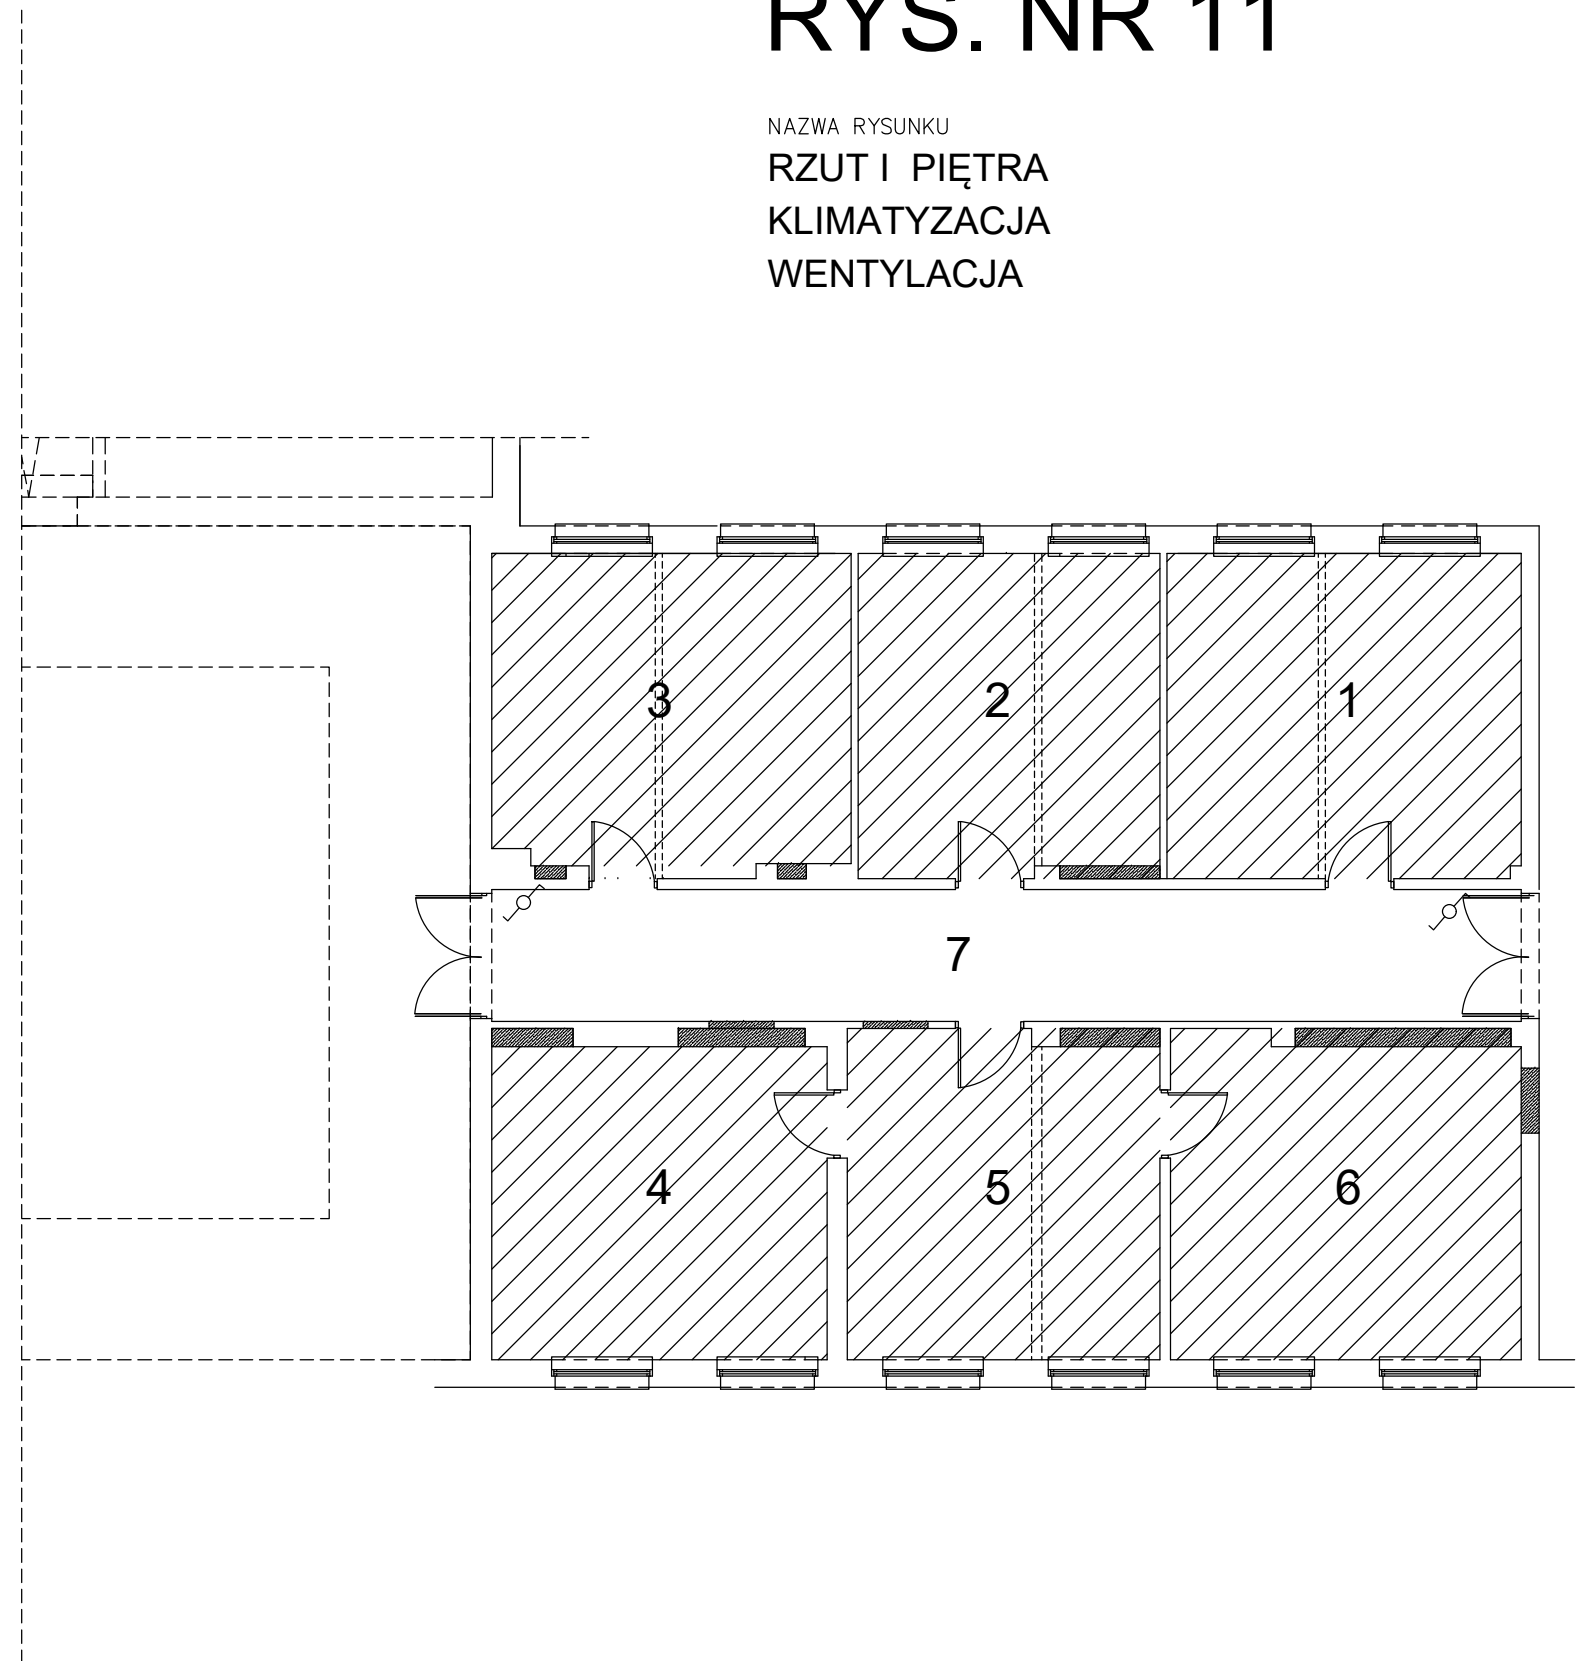 RYS. NR 11
NAZWA RYSUNKU
RZUT I PIĘTRA
KLIMATYZACJA
WENTYLACJA
3 2 1
7
4 5 6